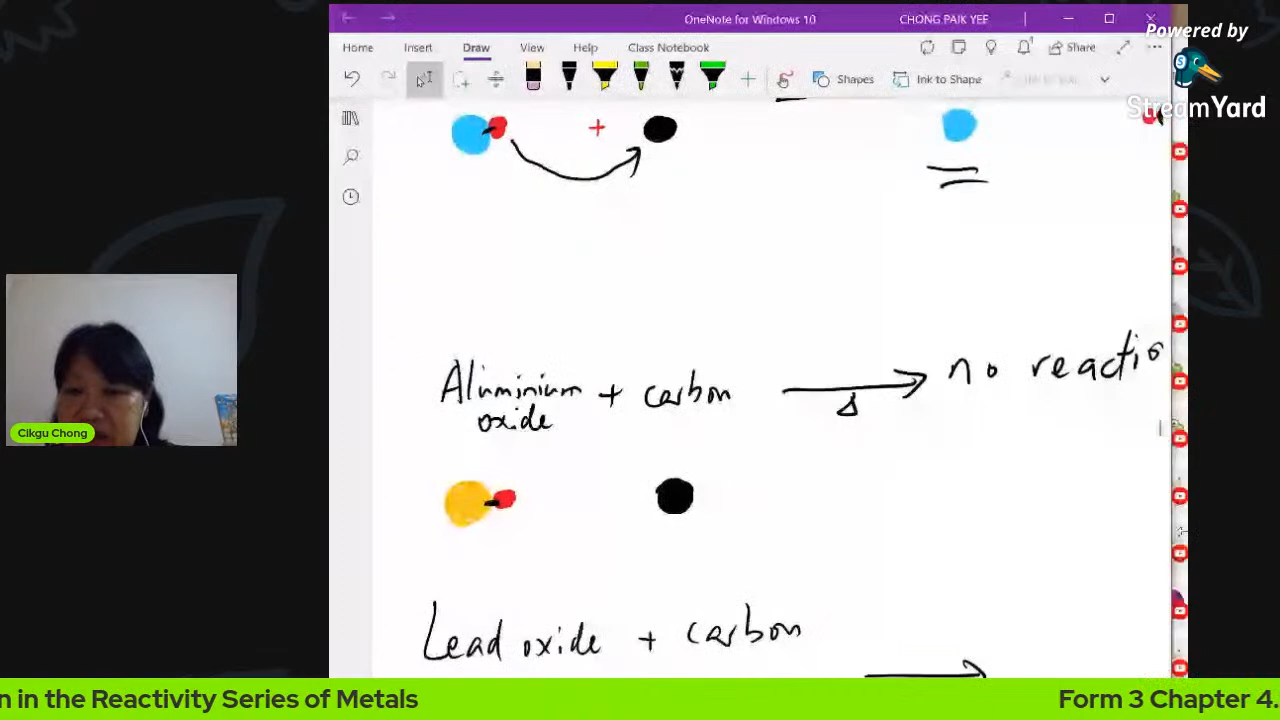 OneNote for Windows 10
CHONG PAIK YEF
Powered by
StreamYard
Home Insert Draw View Help Class Notebook
Share
Shapes
Ink to Shape
+
Aluminium + carbon
oxide
Δ
no reactio
Lead oxide + carbon
Cikgu Chong
n in the Reactivity Series of Metals
Form 3 Chapter 4.